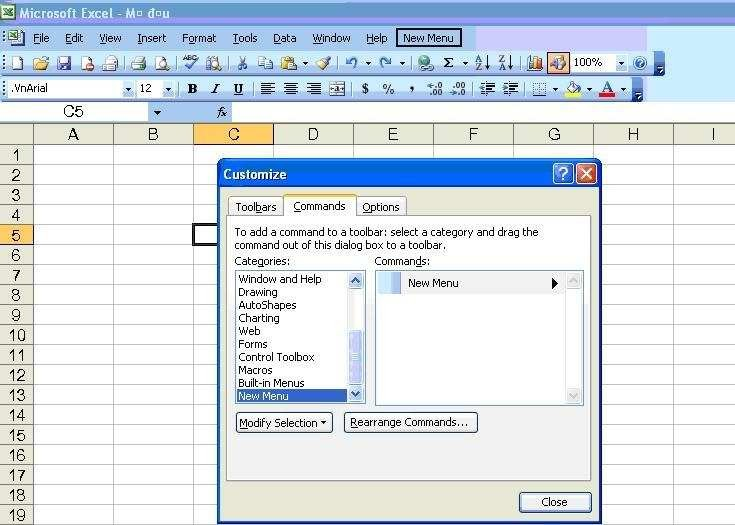 Microsoft Excel - M¤ đ¤u
File Edit View Insert Format Tools Data Window Help New Menu
100%
.VnArial 12 B I U $ % ,
C5 fx
A B C D E F G H I
1
2
3
4
5
6
7
8
9
10
11
12
13
14
15
16
17
18
19
Customize
Toolbars Commands Options
To add a command to a toolbar: select a category and drag the
command out of this dialog box to a toolbar.
Categories: Commands:
Window and Help
Drawing
AutoShapes
Charting
Web
Forms
Control Toolbox
Macros
Built-in Menus
New Menu
New Menu
Modify Selection Rearrange Commands...
Close